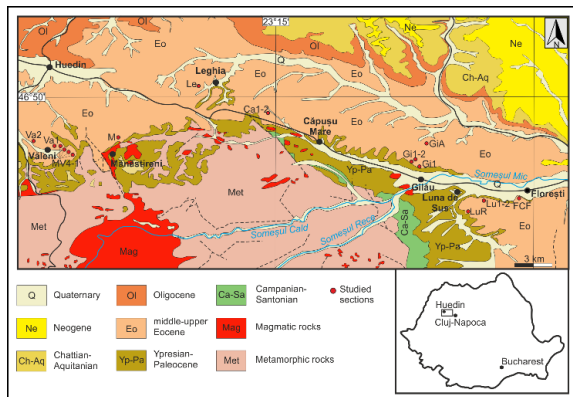 23°15'
Ol
Ol
Ne
Ne
N
Huedin
Eo
Ol
Eo
Q
Leghia
Eo
Ch-Aq
Le
46°50'
Eo
Ca1-2
Căpușu
Mare
Eo
Va2
Va1
M
GiA
Văleni
MV4-1
Mănăstireni
Gi1-2
Gi1
Eo
Yp-Pa
Met
Gilău
Q
Someșul Mic
Luna de
Sus
Florești
Lu1-2
FCF
LuR
Met
Someșul Cald
Someșul Rece
Ca-Sa
Yp-Pa
Eo
Mag
3 km
Q Quaternary
Ol Oligocene
Ca-Sa Campanian-
Santonian
Studied
sections
Ne Neogene
Eo middle-upper
Eocene
Mag Magmatic rocks
Ch-Aq Chattian-
Aquitanian
Yp-Pa Ypresian-
Paleocene
Met Metamorphic rocks
Huedin
Cluj-Napoca
Bucharest